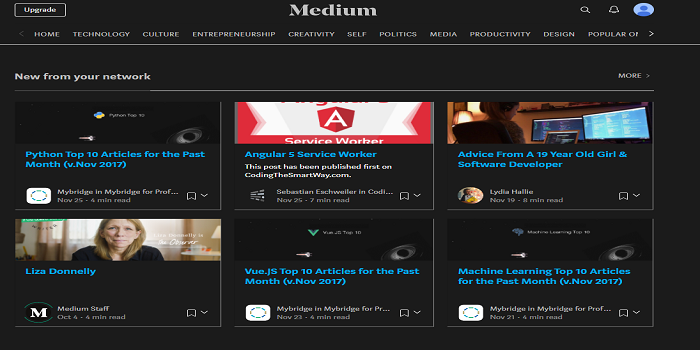 Upgrade
Medium
HOME TECHNOLOGY CULTURE ENTREPRENEURSHIP CREATIVITY SELF POLITICS MEDIA PRODUCTIVITY DESIGN POPULAR
New from your network
MORE >
Python Top 10
Python Top 10 Articles for the Past
Month (v.Nov 2017)
Mybridge in Mybridge for Prof...
Nov 25 - 4 min read
Service Worker
Angular 5 Service Worker
This post has been published first on
CodingTheSmartWay.com.
Sebastian Eschweiler in Codi...
Nov 25 - 7 min read
Advice From A 19 Year Old Girl &
Software Developer
Lydia Hallie
Nov 19 - 8 min read
Liza Donnelly
M
Medium Staff
Oct 4 - 4 min read
Vue.JS Top 10
Vue.JS Top 10 Articles for the Past
Month (v.Nov 2017)
Mybridge in Mybridge for Pr...
Nov 23 - 4 min read
Machine Learning Top 10
Machine Learning Top 10 Articles
for the Past Month (v.Nov 2017)
Mybridge in Mybridge for Pr...
Nov 21 - 4 min read